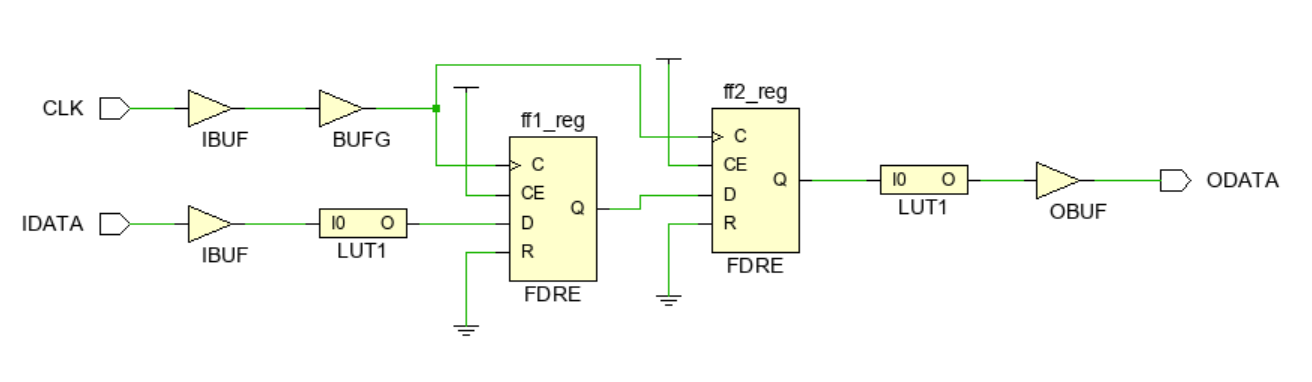 CLK
IBUF
BUFG
ff1_reg
C
CE
D
R
Q
FDRE
ff2_reg
C
CE
D
R
Q
FDRE
I0 O
LUT1
OBUF
ODATA
IDATA
IBUF
I0 O
LUT1